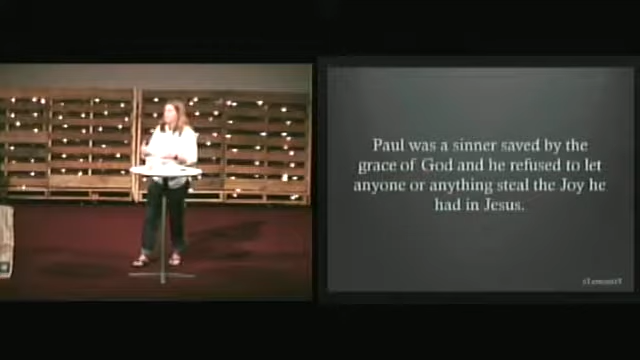 Paul was a sinner saved by the
grace of God and he refused to let
anyone or anything steal the Joy he
had in Jesus.